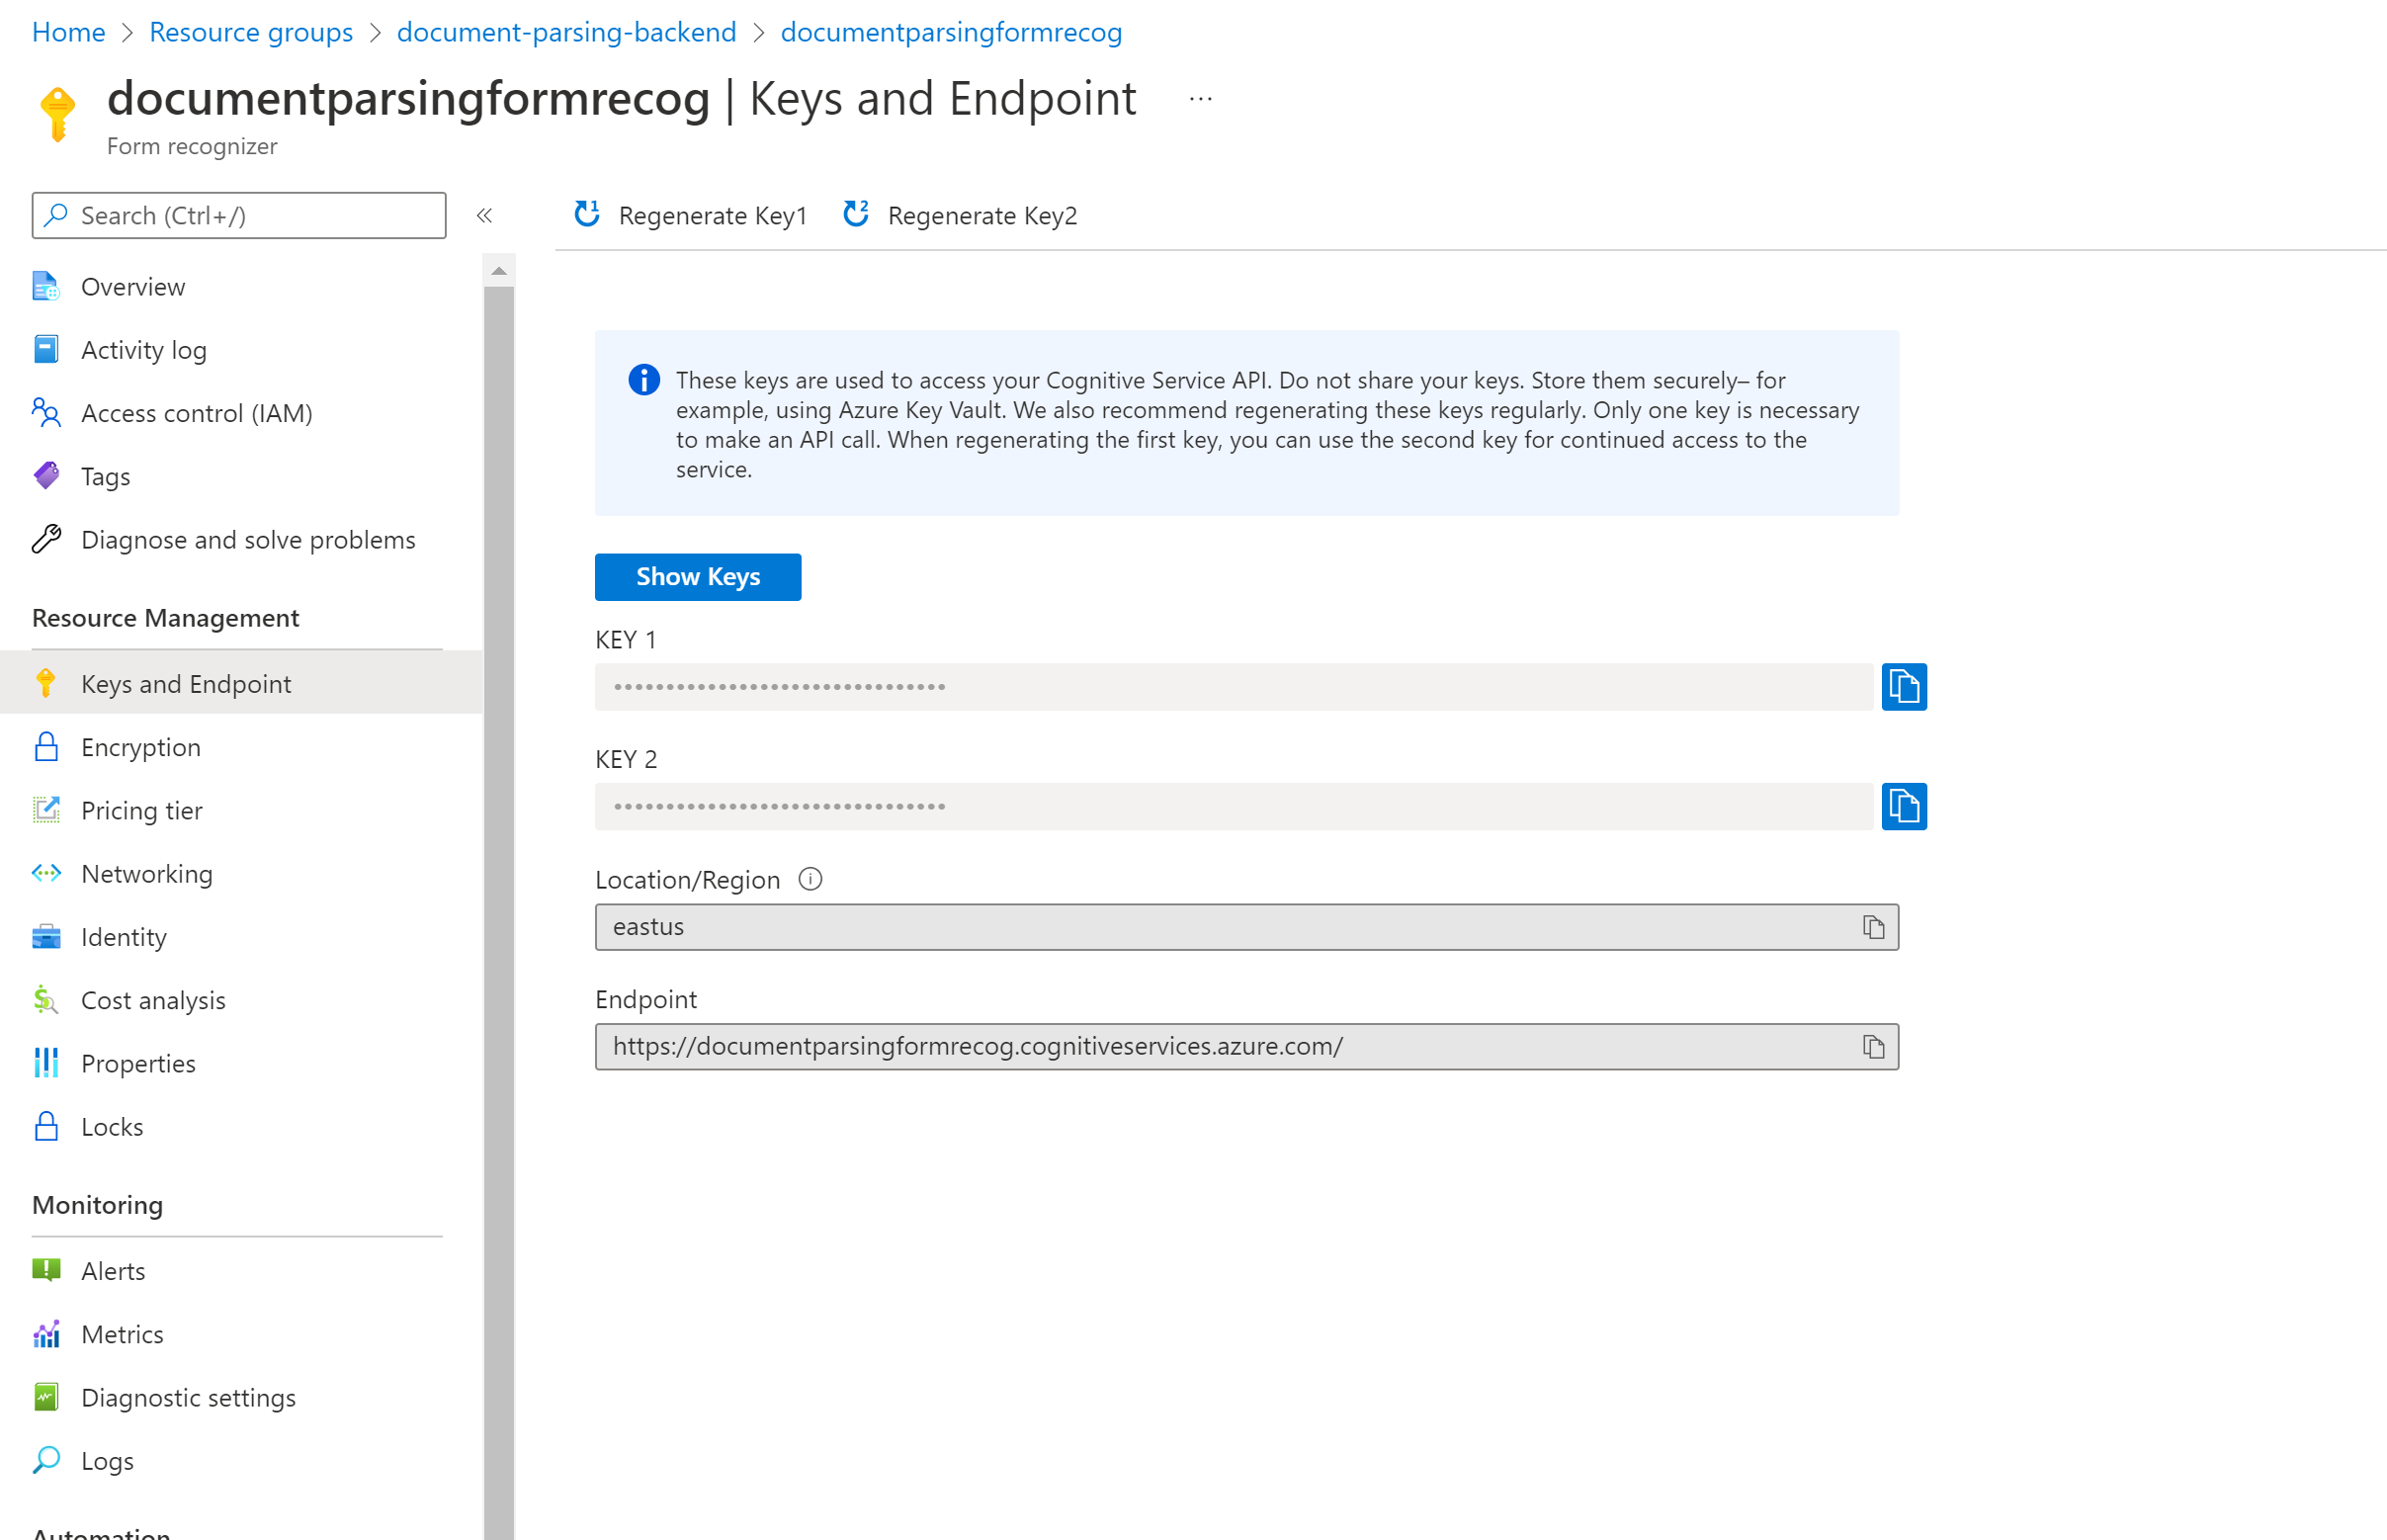 Home > Resource groups > document-parsing-backend > documentparsingformrecog
documentparsingformrecog | Keys and Endpoint ...
Form recognizer
Search (Ctrl+/)
«
Overview
Activity log
Access control (IAM)
Tags
Diagnose and solve problems
Resource Management
Keys and Endpoint
Encryption
Pricing tier
Networking
Identity
Cost analysis
Properties
Locks
Monitoring
Alerts
Metrics
Diagnostic settings
Logs
Automation
Regenerate Key1
Regenerate Key2
These keys are used to access your Cognitive Service API. Do not share your keys. Store them securely– for
example, using Azure Key Vault. We also recommend regenerating these keys regularly. Only one key is necessary
to make an API call. When regenerating the first key, you can use the second key for continued access to the
service.
Show Keys
KEY 1
••••••••••••••••••••••••••••••••
KEY 2
••••••••••••••••••••••••••••••••
Location/Region
eastus
Endpoint
https://documentparsingformrecog.cognitiveservices.azure.com/